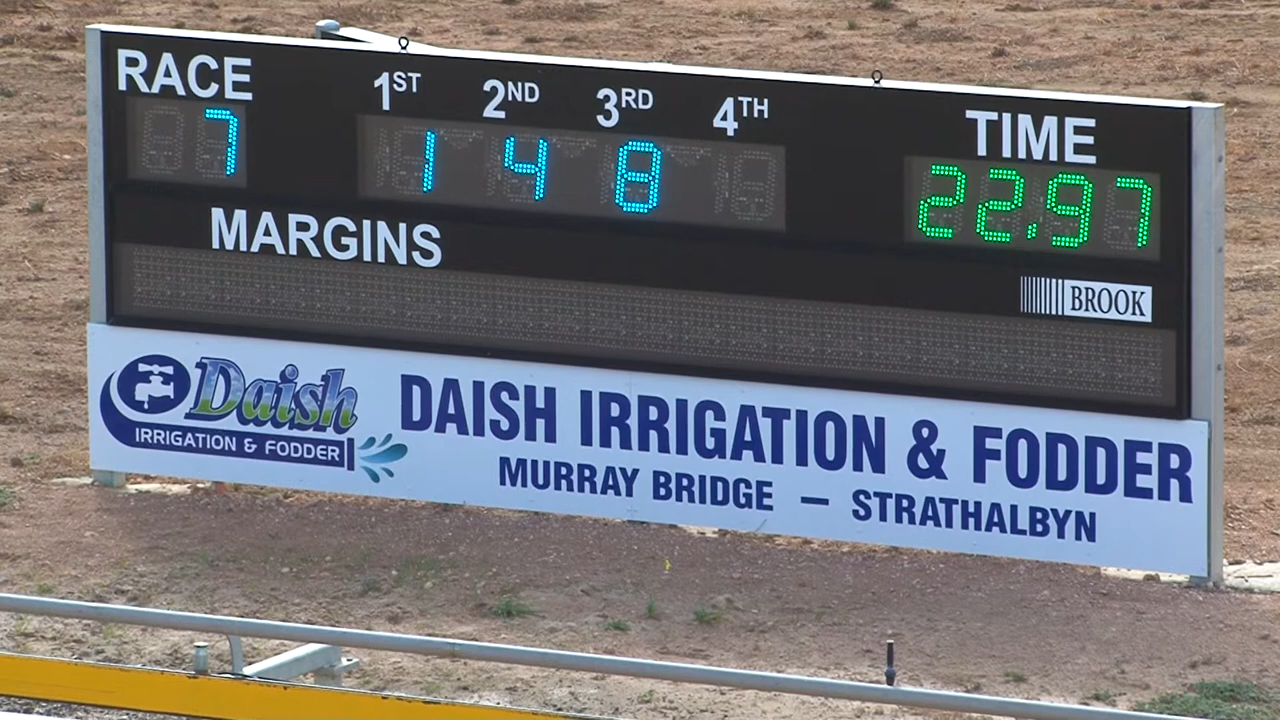 RACE 1ST 2ND 3RD 4TH TIME
7 1 4 8 22.97
MARGINS
BROOK
Daish
IRRIGATION & FODDER
DAISH IRRIGATION & FODDER
MURRAY BRIDGE – STRATHALBYN